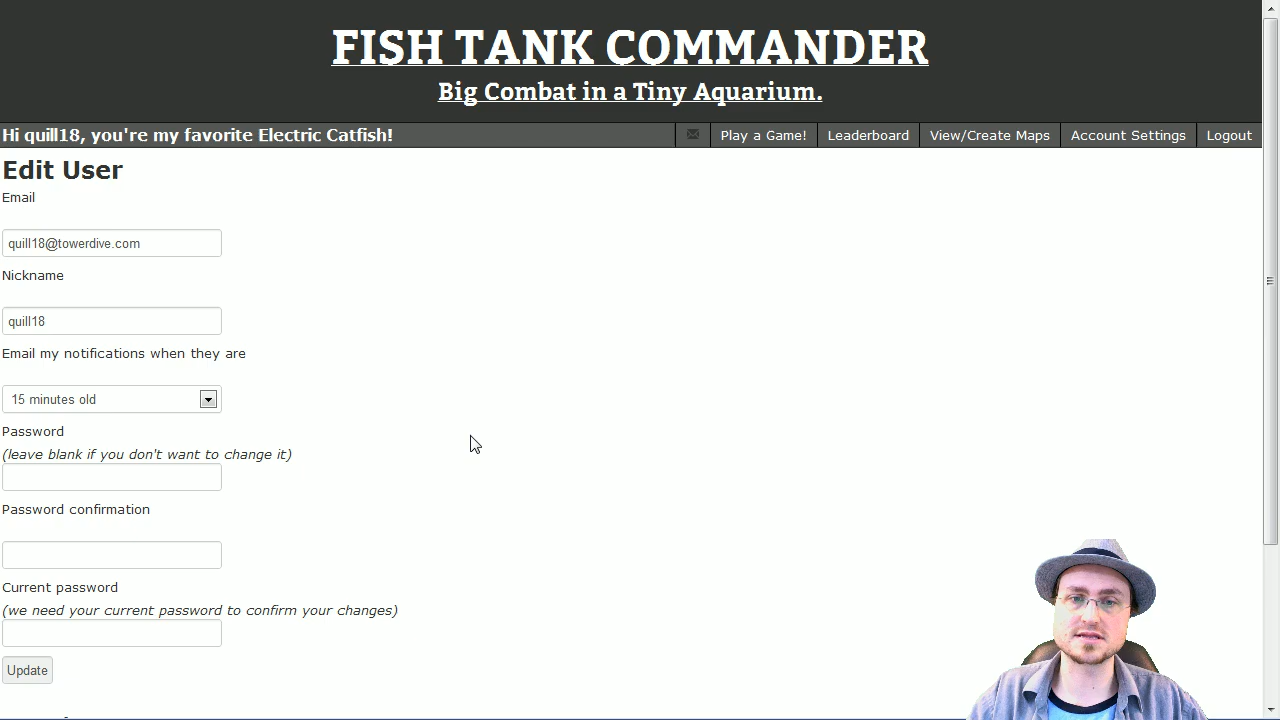 FISH TANK COMMANDER
Big Combat in a Tiny Aquarium.
Hi quill18, you're my favorite Electric Catfish!
Play a Game!
Leaderboard
View/Create Maps
Account Settings
Logout
Edit User
Email
quill18@towerdive.com
Nickname
quill18
Email my notifications when they are
15 minutes old
Password
(leave blank if you don't want to change it)
Password confirmation
Current password
(we need your current password to confirm your changes)
Update